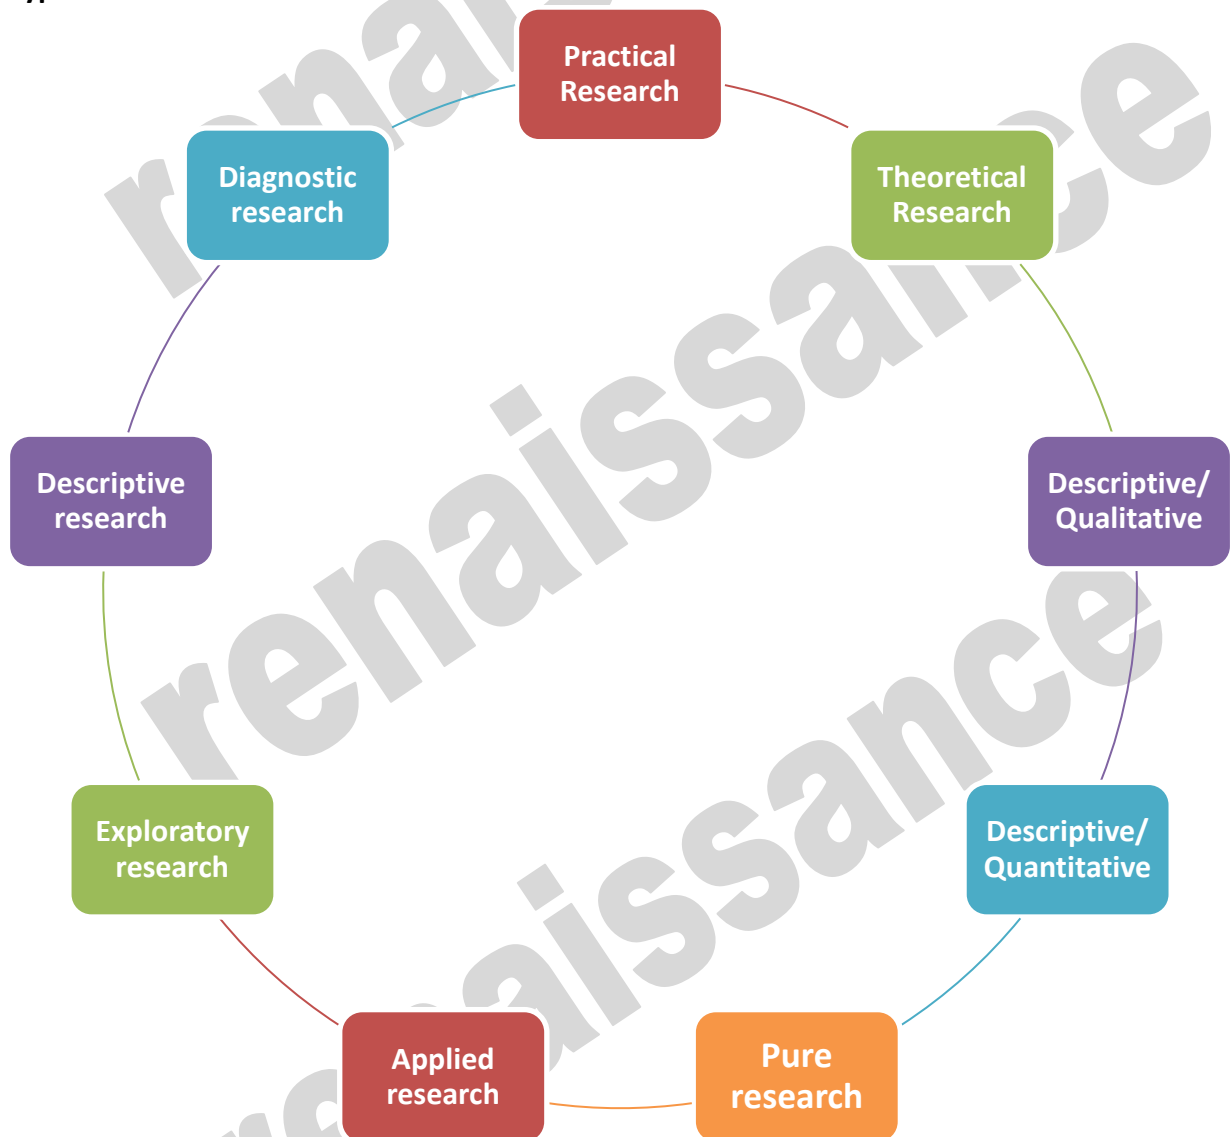 Practical
Research
Theoretical
Research
Descriptive/
Qualitative
Descriptive/
Quantitative
Pure
research
Applied
research
Exploratory
research
Descriptive
research
Diagnostic
research
renaissance
renaissance